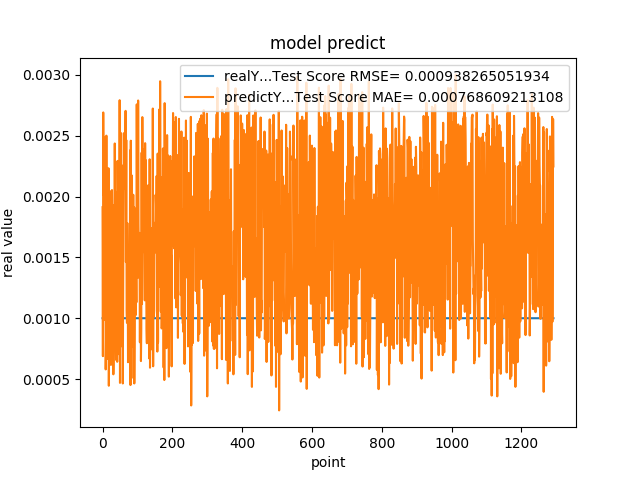 model predict
realY...Test Score RMSE= 0.000938265051934
predictY...Test Score MAE= 0.000768609213108
0.0030
0.0025
0.0020
0.0015
0.0010
0.0005
real value
0 200 400 600 800 1000 1200
point